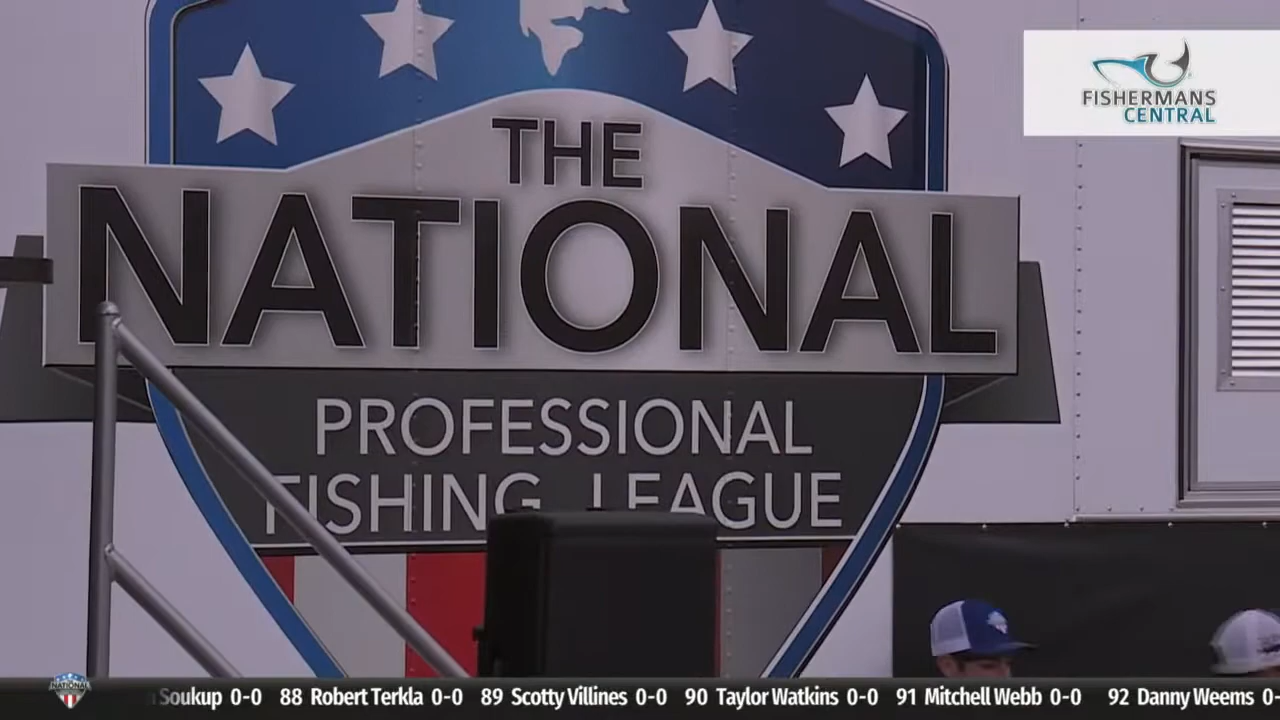 THE
NATIONAL
PROFESSIONAL
FISHING LEAGUE
FISHERMANS
CENTRAL
NATIONAL
Soukup 0-0 88 Robert Terkla 0-0 89 Scotty Villines 0-0 90 Taylor Watkins 0-0 91 Mitchell Webb 0-0 92 Danny Weems 0-